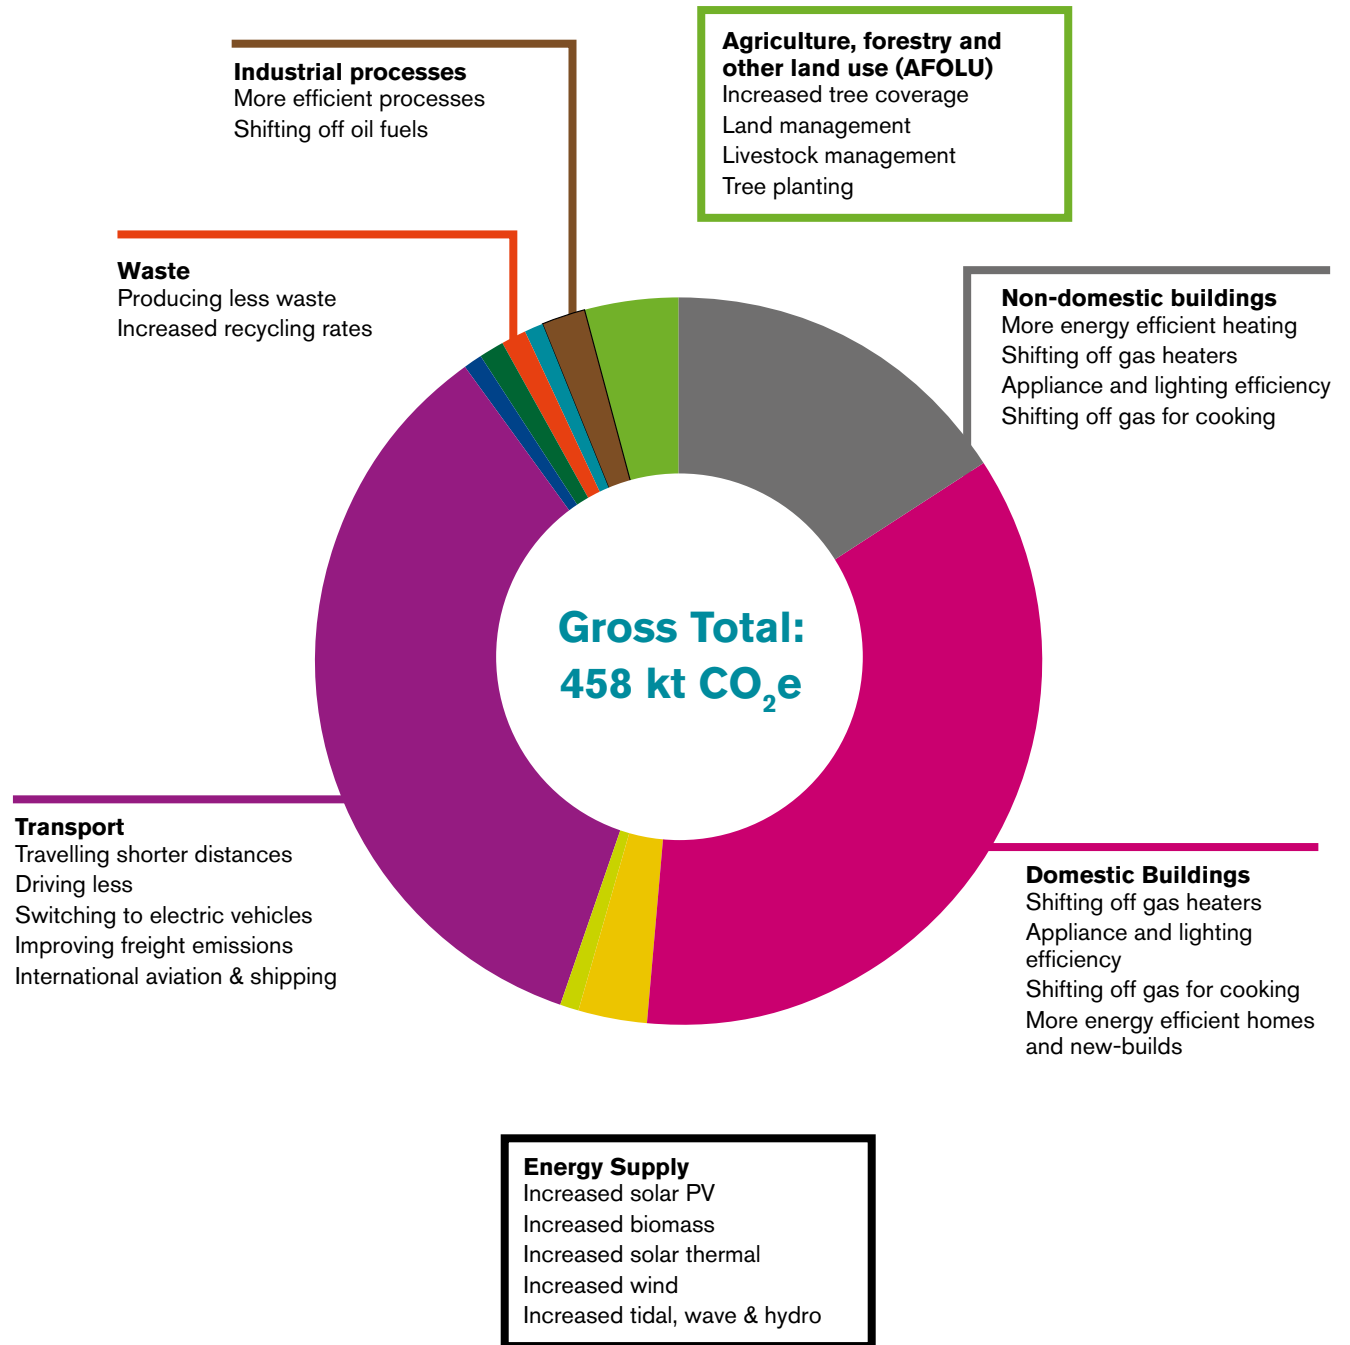 Industrial processes
More efficient processes
Shifting off oil fuels
Agriculture, forestry and
other land use (AFOLU)
Increased tree coverage
Land management
Livestock management
Tree planting
Waste
Producing less waste
Increased recycling rates
Non-domestic buildings
More energy efficient heating
Shifting off gas heaters
Appliance and lighting efficiency
Shifting off gas for cooking
Gross Total:
458 kt CO₂e
Transport
Travelling shorter distances
Driving less
Switching to electric vehicles
Improving freight emissions
International aviation & shipping
Domestic Buildings
Shifting off gas heaters
Appliance and lighting
efficiency
Shifting off gas for cooking
More energy efficient homes
and new-builds
Energy Supply
Increased solar PV
Increased biomass
Increased solar thermal
Increased wind
Increased tidal, wave & hydro